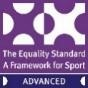 The Equality Standard
A Framework for Sport
ADVANCED